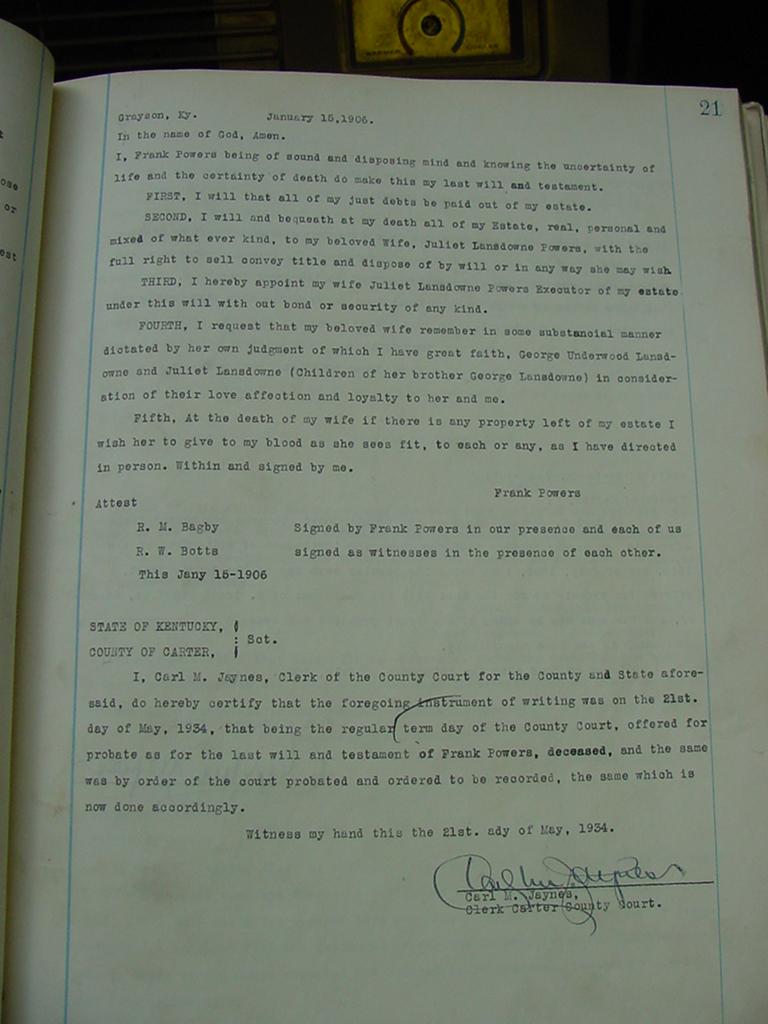 21
Grayson, Ky. January 15,1906.
In the name of God, Amen.
I, Frank Powers being of sound and disposing mind and knowing the uncertainty of
life and the certainty of death do make this my last will and testament.
FIRST, I will that all of my just debts be paid out of my estate.
SECOND, I will and bequeath at my death all of my Estate, real, personal and
mixed of what ever kind, to my beloved Wife, Juliet Lansdowne Powers, with the
full right to sell convey title and dispose of by will or in any way she may wish
THIRD, I hereby appoint my wife Juliet Lansdowne Powers Executor of my estate
under this will with out bond or security of any kind.
FOURTH, I request that my beloved wife remember in some substancial manner
dictated by her own judgment of which I have great faith, George Underwood Lansd-
owne and Juliet Lansdowne (Children of her brother George Lansdowne) in consider-
ation of their love affection and loyalty to her and me.
Fifth, At the death of my wife if there is any property left of my estate I
wish her to give to my blood as she sees fit, to each or any, as I have directed
in person. Within and signed by me.
Frank Powers
Attest
R. M. Bagby Signed by Frank Powers in our presence and each of us
R. W. Botts signed as witnesses in the presence of each other.
This Jany 15-1906
STATE OF KENTUCKY, (
: Sct.
COUNTY OF CARTER, )
I, Carl M. Jaynes, Clerk of the County Court for the County and State afore-
said, do hereby certify that the foregoing instrument of writing was on the 21st.
day of May, 1934, that being the regular term day of the County Court, offered for
probate as for the last will and testament of Frank Powers, deceased, and the same
was by order of the court probated and ordered to be recorded, the same which is
now done accordingly.
Witness my hand this the 21st. ady of May, 1934.
Carl M. Jaynes
Carl M. Jaynes,
Clerk Carter County Court.